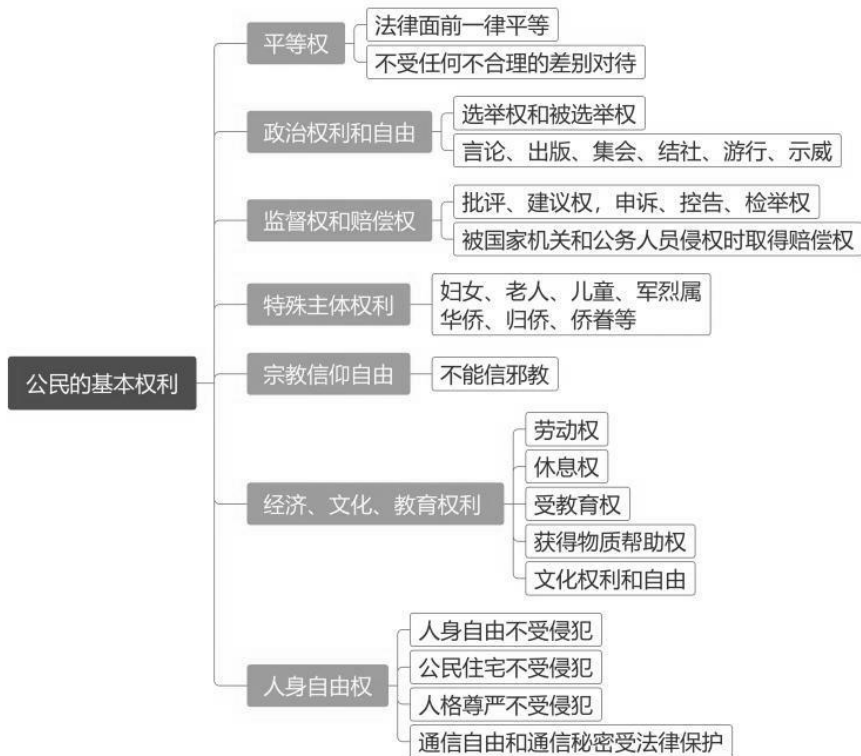 公民的基本权利
平等权
法律面前一律平等
不受任何不合理的差别对待
政治权利和自由
选举权和被选举权
言论、出版、集会、结社、游行、示威
监督权和赔偿权
批评、建议权，申诉、控告、检举权
被国家机关和公务人员侵权时取得赔偿权
特殊主体权利
妇女、老人、儿童、军烈属
华侨、归侨、侨眷等
宗教信仰自由
不能信邪教
经济、文化、教育权利
劳动权
休息权
受教育权
获得物质帮助权
文化权利和自由
人身自由权
人身自由不受侵犯
公民住宅不受侵犯
人格尊严不受侵犯
通信自由和通信秘密受法律保护